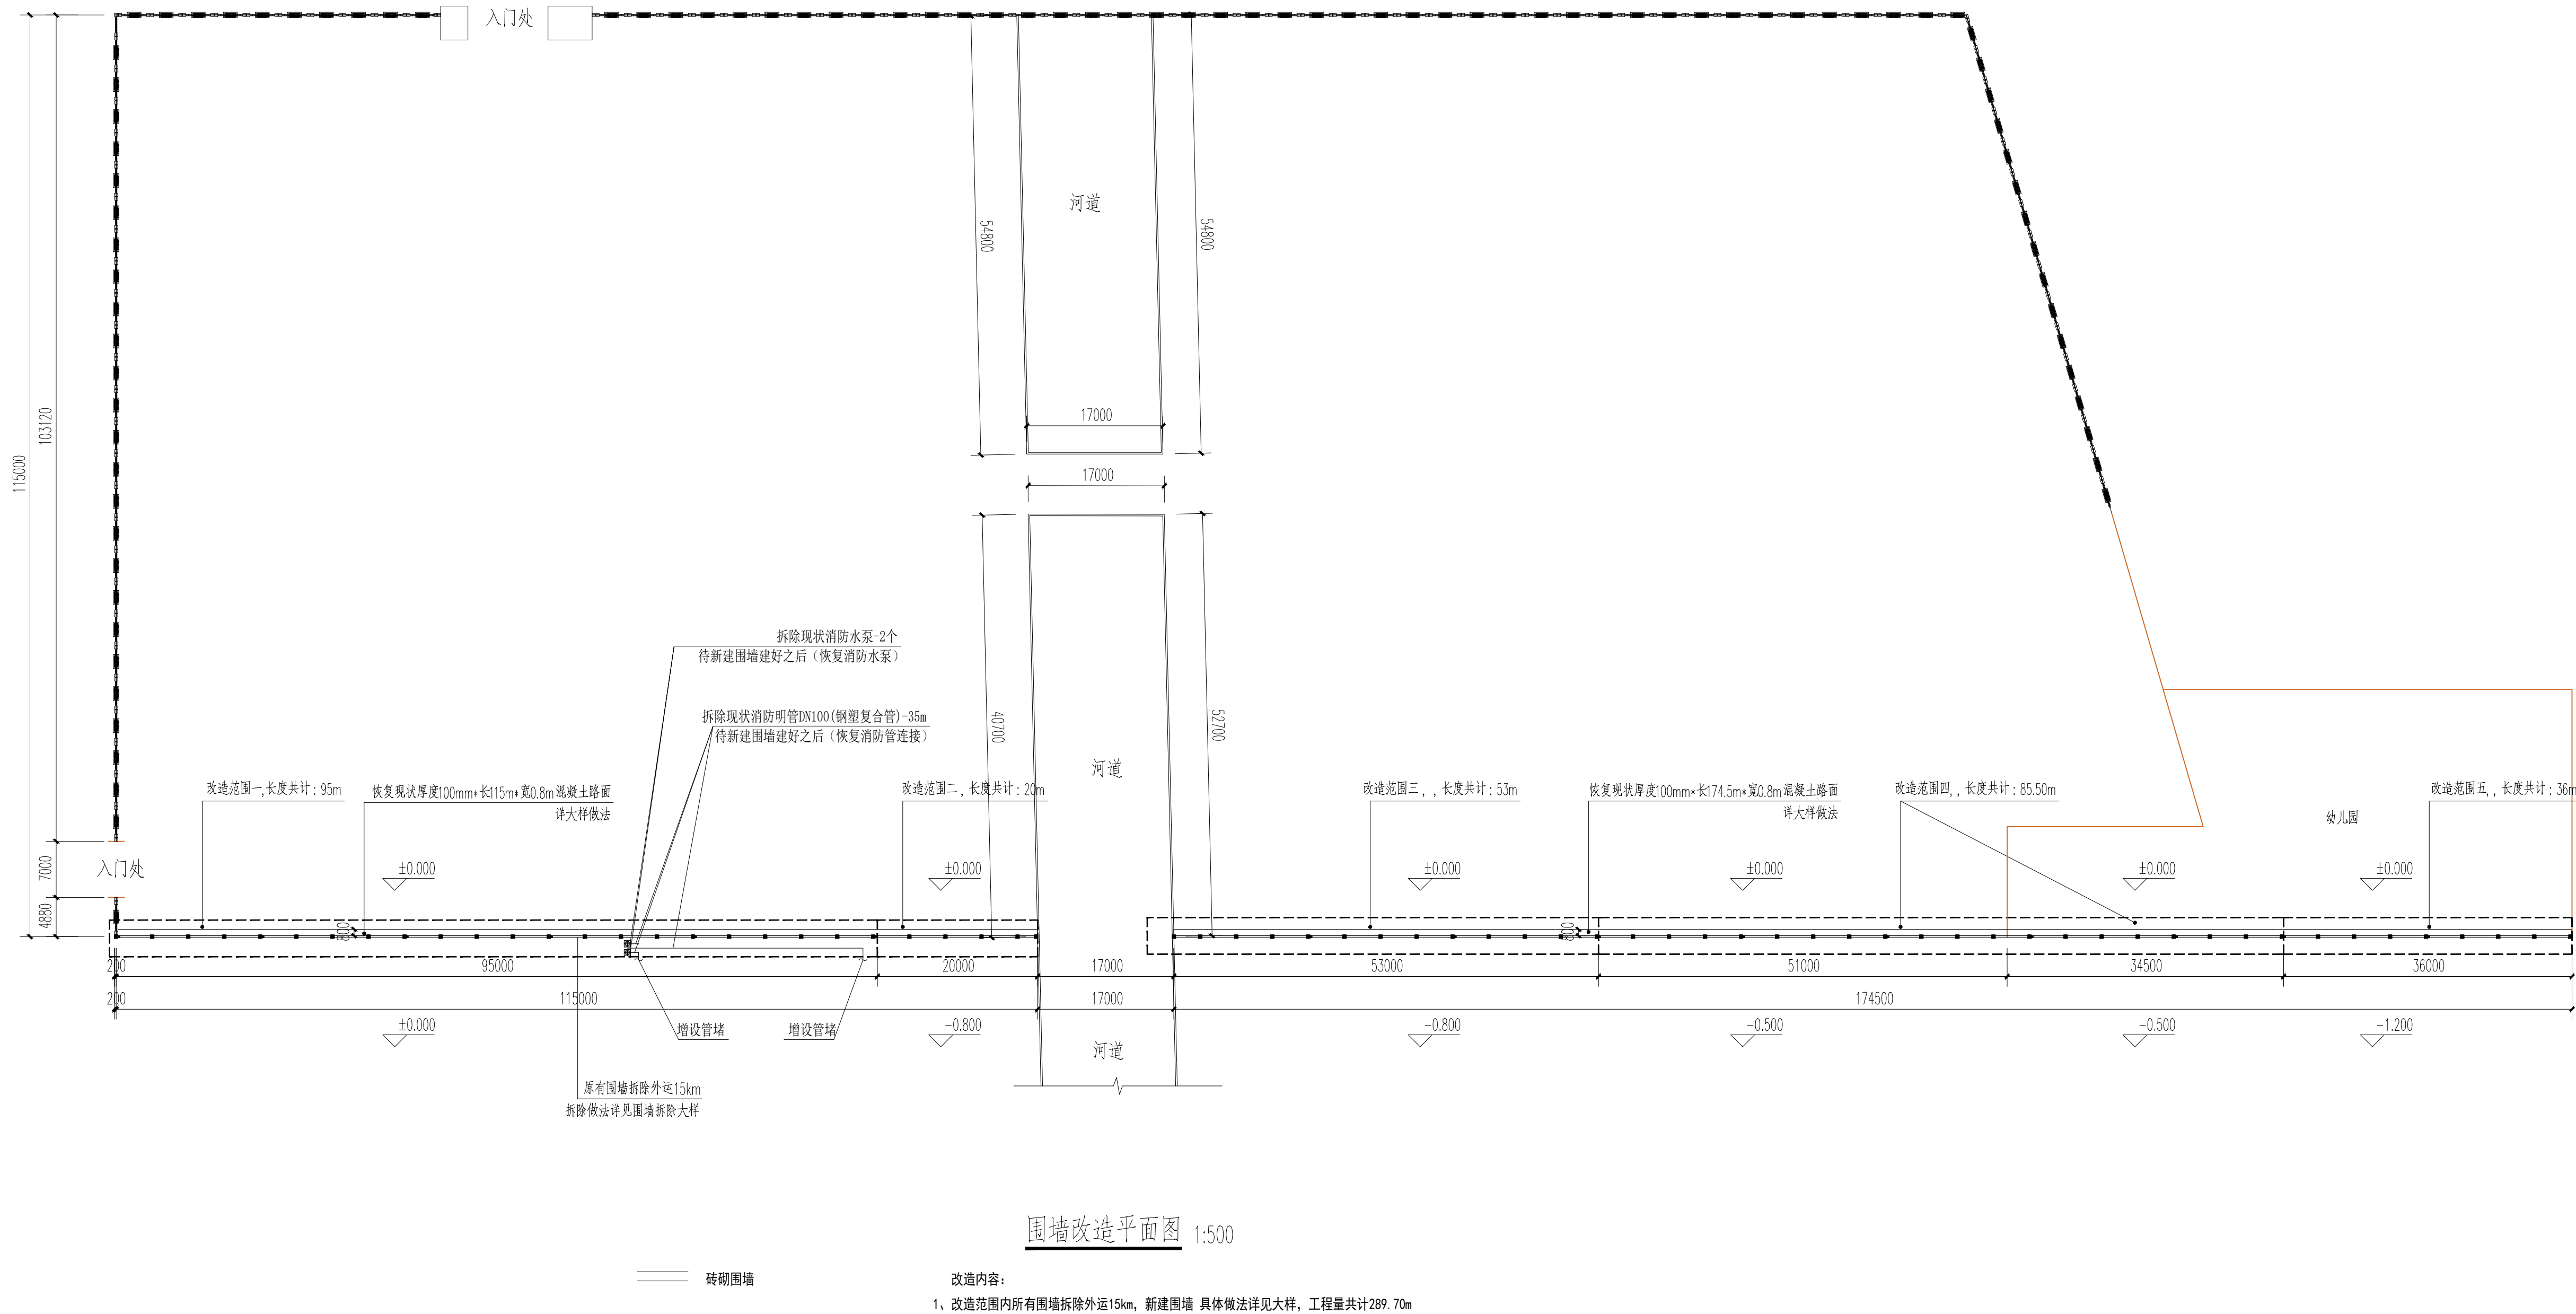 入门处
河道
54800
54800
103120
115000
17000
17000
拆除现状消防水泵-2个
待新建围墙建好之后（恢复消防水泵）
拆除现状消防明管DN100(钢塑复合管)-35m
待新建围墙建好之后（恢复消防管连接）
40700
52700
河道
改造范围一,长度共计：95m
恢复现状厚度100mm*长115m*宽0.8m混凝土路面
详大样做法
改造范围二，长度共计：20m
改造范围三，，长度共计：53m
恢复现状厚度100mm*长174.5m*宽0.8m混凝土路面
详大样做法
改造范围四,，长度共计：85.50m
改造范围五,，长度共计：36m
幼儿园
7000
入门处
±0.000
±0.000
±0.000
±0.000
±0.000
±0.000
4880
800
800
200
95000
20000
17000
53000
51000
34500
36000
200
115000
17000
174500
±0.000
增设管堵
增设管堵
-0.800
-0.800
-0.500
-0.500
-1.200
河道
原有围墙拆除外运15km
拆除做法详见围墙拆除大样
围墙改造平面图 1:500
砖砌围墙
改造内容：
1、改造范围内所有围墙拆除外运15km，新建围墙 具体做法详见大样，工程量共计289.70m